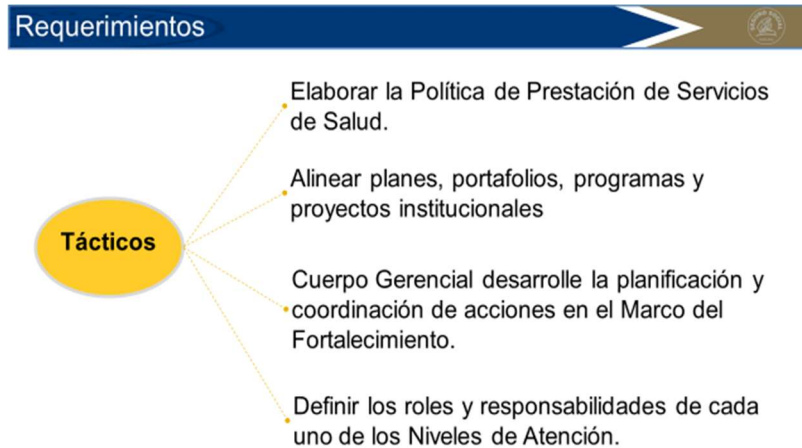 Requerimientos
Elaborar la Política de Prestación de Servicios
de Salud.
Alinear planes, portafolios, programas y
proyectos institucionales
Tácticos
Cuerpo Gerencial desarrolle la planificación y
coordinación de acciones en el Marco del
Fortalecimiento.
Definir los roles y responsabilidades de cada
uno de los Niveles de Atención.